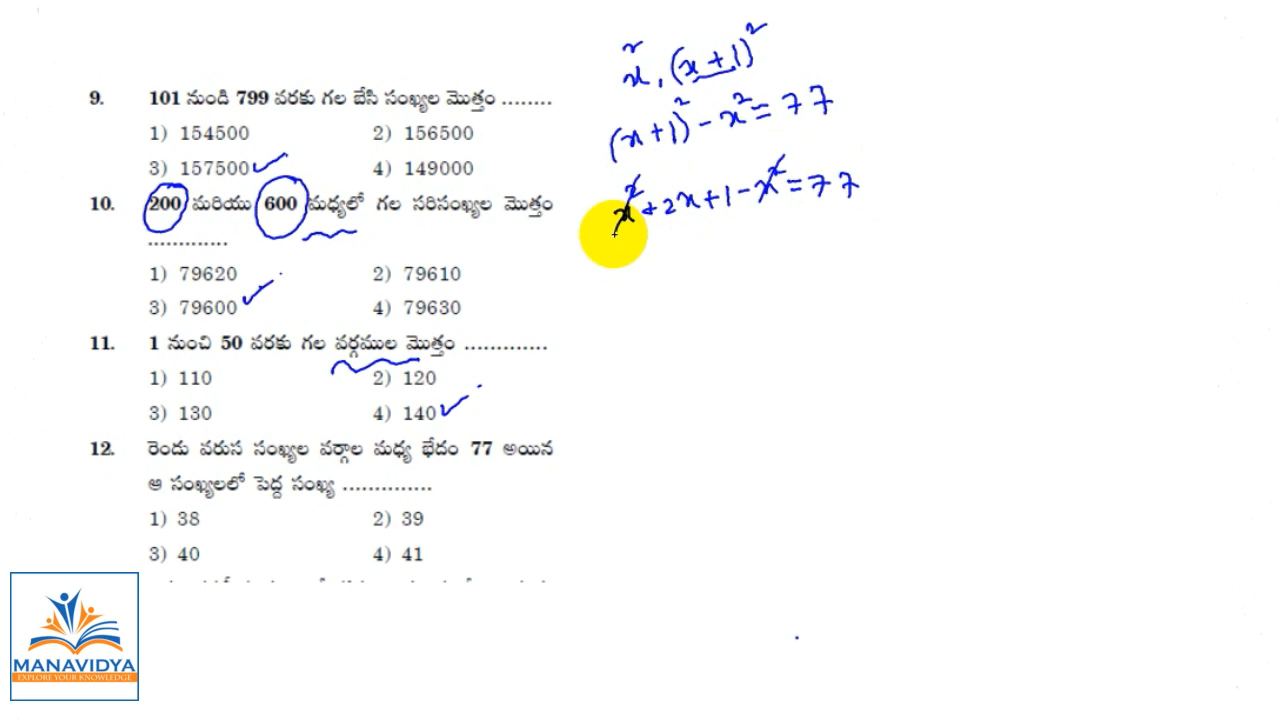 9. 101 నుండి 799 వరకు గల బేసి సంఖ్యల మొత్తం ........
1) 154500 2) 156500
3) 157500 4) 149000
10. 200 మరియు 600 మధ్యలో గల సరిసంఖ్యల మొత్తం
.............
1) 79620 2) 79610
3) 79600 4) 79630
11. 1 నుంచి 50 వరకు గల వర్గముల మొత్తం .............
1) 110 2) 120
3) 130 4) 140
12. రెండు వరుస సంఖ్యల వర్గాల మధ్య భేదం 77 అయిన
ఆ సంఖ్యలలో పెద్ద సంఖ్య ..............
1) 38 2) 39
3) 40 4) 41
x², (x+1)²
(x+1)² - x² = 77
x² + 2x + 1 - x² = 77
MANAVIDYA
EXPLORE YOUR KNOWLEDGE